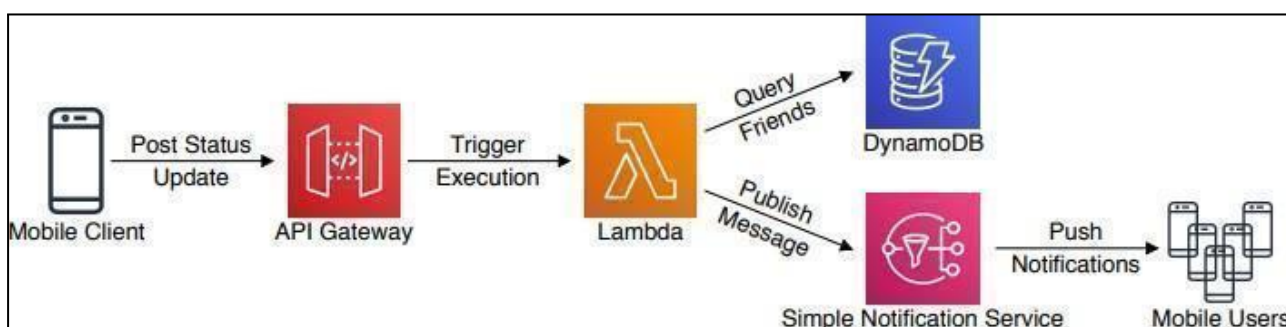 Post Status
Update
Mobile Client
</>
API Gateway
Trigger
Execution
Lambda
Query
Friends
DynamoDB
Publish
Message
Simple Notification Service
Push
Notifications
Mobile Users